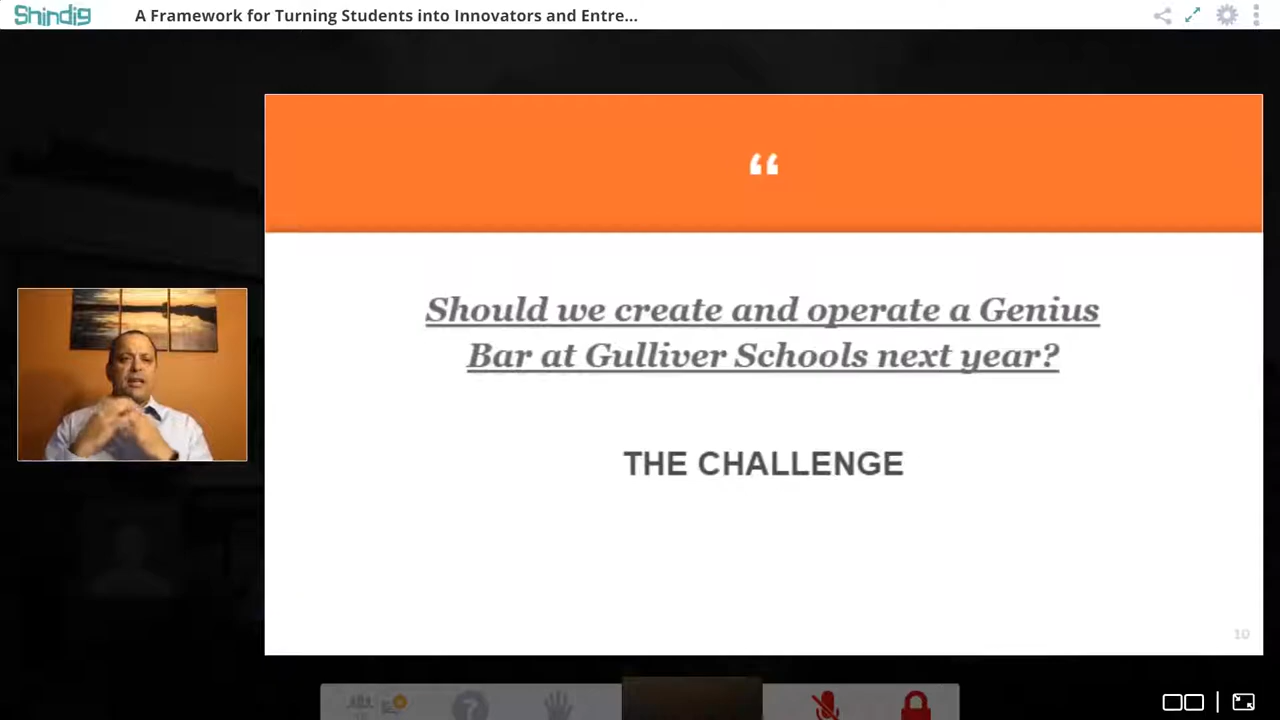 Shindig
A Framework for Turning Students into Innovators and Entre...
“
Should we create and operate a Genius
Bar at Gulliver Schools next year?
THE CHALLENGE
10